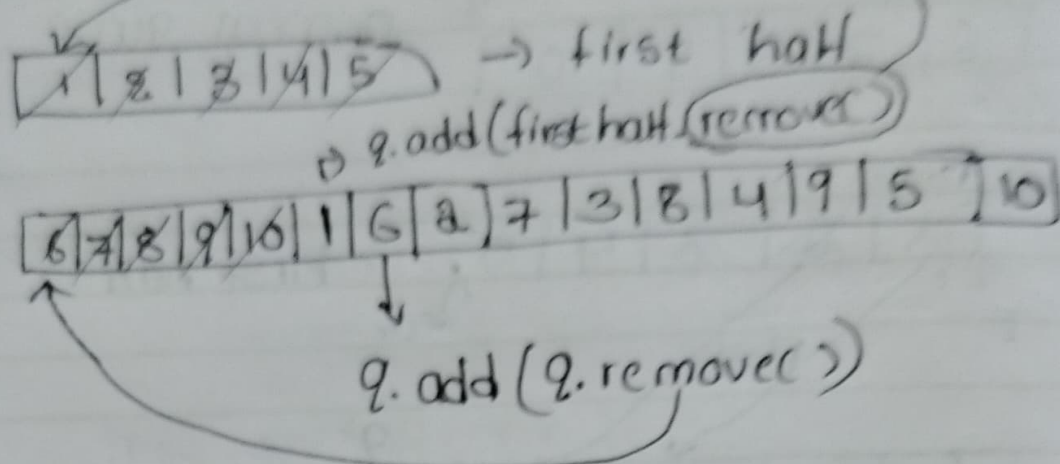 1 | 2 | 3 | 4 | 5 → first half
q.add(first half.remove())
6 | 7 | 8 | 9 | 10 | 1 | 6 | 2 | 7 | 3 | 8 | 4 | 9 | 5 | 10
q.add(q.remove())